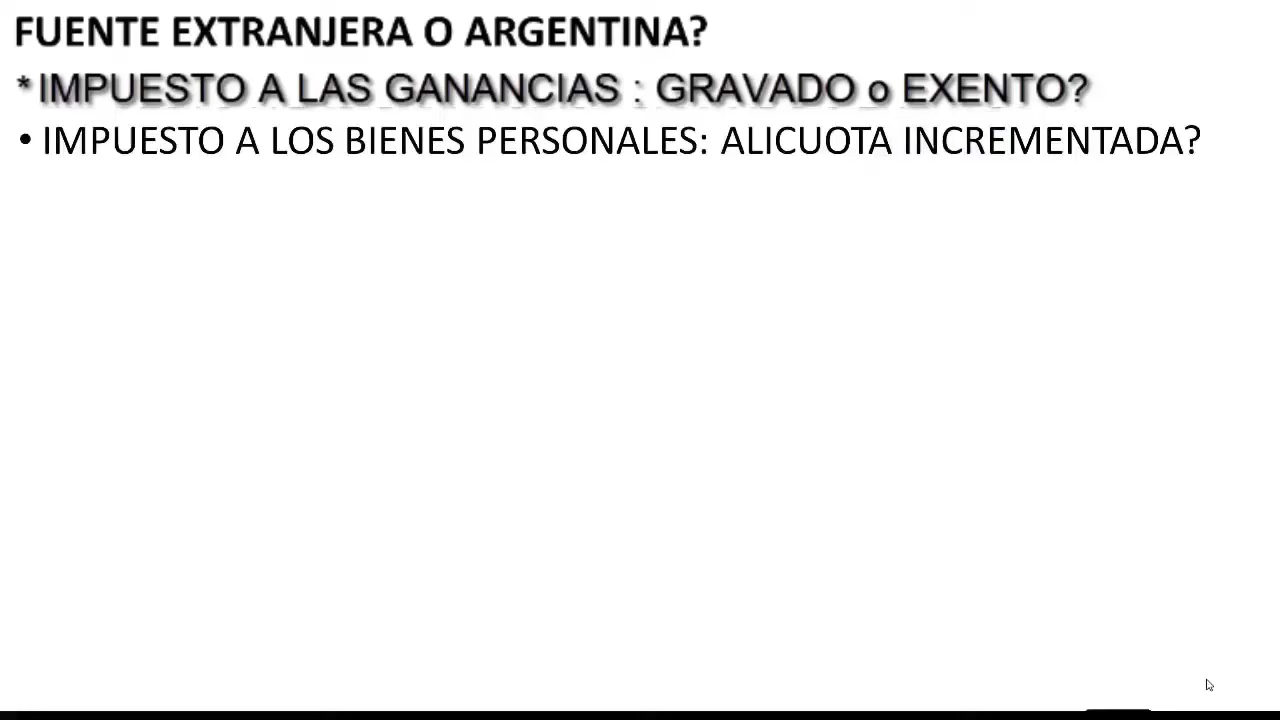 FUENTE EXTRANJERA O ARGENTINA?
* IMPUESTO A LAS GANANCIAS : GRAVADO o EXENTO?
• IMPUESTO A LOS BIENES PERSONALES: ALICUOTA INCREMENTADA?